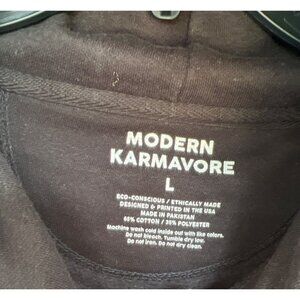 MODERN
KARMAVORE
L
ECO-CONSCIOUS / ETHICALLY MADE
DESIGNED & PRINTED IN THE USA
MADE IN PAKISTAN
65% COTTON / 35% POLYESTER
Machine wash cold inside out with like colors.
Do not bleach. Tumble dry low.
Do not iron. Do not dry clean.